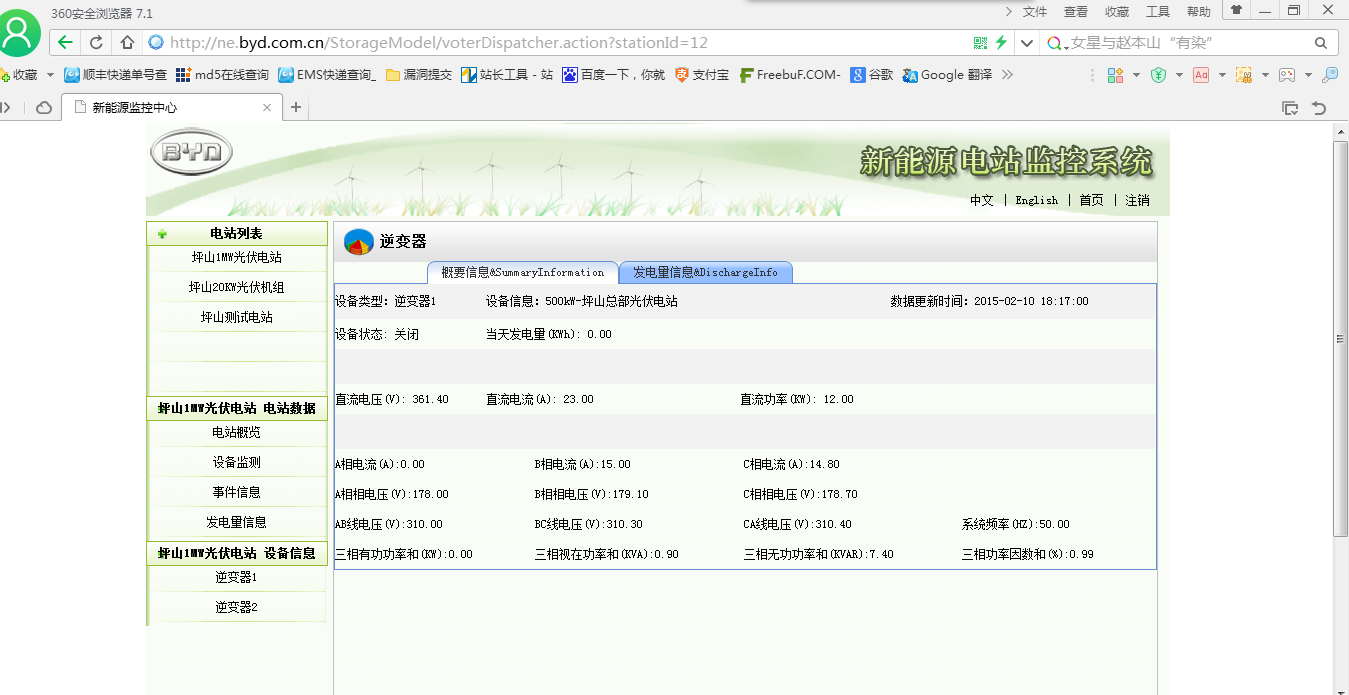 360安全浏览器 7.1
文件 查看 收藏 工具 帮助
http://ne.byd.com.cn/StorageModel/voterDispatcher.action?stationId=12
女星与赵本山“有染”
收藏 顺丰快递单号查 md5在线查询 EMS快递查询_ 漏洞提交 站长工具 - 站 百度一下，你就 支付宝 FreebuF.COM- 谷歌 Google 翻译
新能源监控中心
BYD
新能源电站监控系统
中文 | English | 首页 | 注销
电站列表
坪山1MW光伏电站
坪山20KW光伏机组
坪山测试电站
坪山1MW光伏电站 电站数据
电站概览
设备监测
事件信息
发电量信息
坪山1MW光伏电站 设备信息
逆变器1
逆变器2
逆变器
概要信息&SummaryInformation 发电量信息&DischargeInfo
设备类型：逆变器1 设备信息：500kW-坪山总部光伏电站 数据更新时间：2015-02-10 18:17:00
设备状态：关闭 当天发电量(KWh)：0.00
直流电压(V)：361.40 直流电流(A)：23.00 直流功率(KW)：12.00
A相电流(A):0.00 B相电流(A):15.00 C相电流(A):14.80
A相相电压(V):178.00 B相相电压(V):179.10 C相相电压(V):178.70
AB线电压(V):310.00 BC线电压(V):310.30 CA线电压(V):310.40 系统频率(HZ):50.00
三相有功功率和(KW):0.00 三相视在功率和(KVA):0.90 三相无功功率和(KVAR):7.40 三相功率因数和(%):0.99